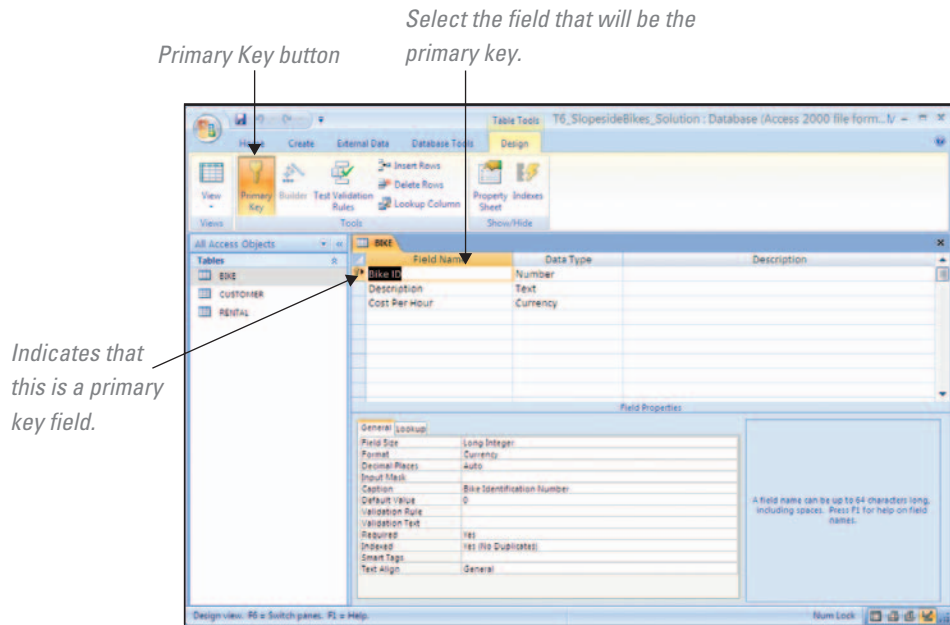 Select the field that will be the
primary key.
Primary Key button
Table Tools T6_SlopesideBikes_Solution : Database (Access 2000 file form...
Home Create External Data Database Tools Design
View
Primary Key
Builder
Test Validation Rules
Insert Rows
Delete Rows
Lookup Column
Property Sheet
Indexes
Views Tools Show/Hide
All Access Objects
BIKE
Tables
BIKE
CUSTOMER
RENTAL
Field Name Data Type Description
Bike ID Number
Description Text
Cost Per Hour Currency
Indicates that
this is a primary
key field.
Field Properties
General Lookup
Field Size Long Integer
Format Currency
Decimal Places Auto
Input Mask
Caption Bike Identification Number
Default Value 0
Validation Rule
Validation Text
Required Yes
Indexed Yes (No Duplicates)
Smart Tags
Text Align General
A field name can be up to 64 characters long,
including spaces. Press F1 for help on field
names.
Design view. F6 = Switch panes. F1 = Help.
Num Lock